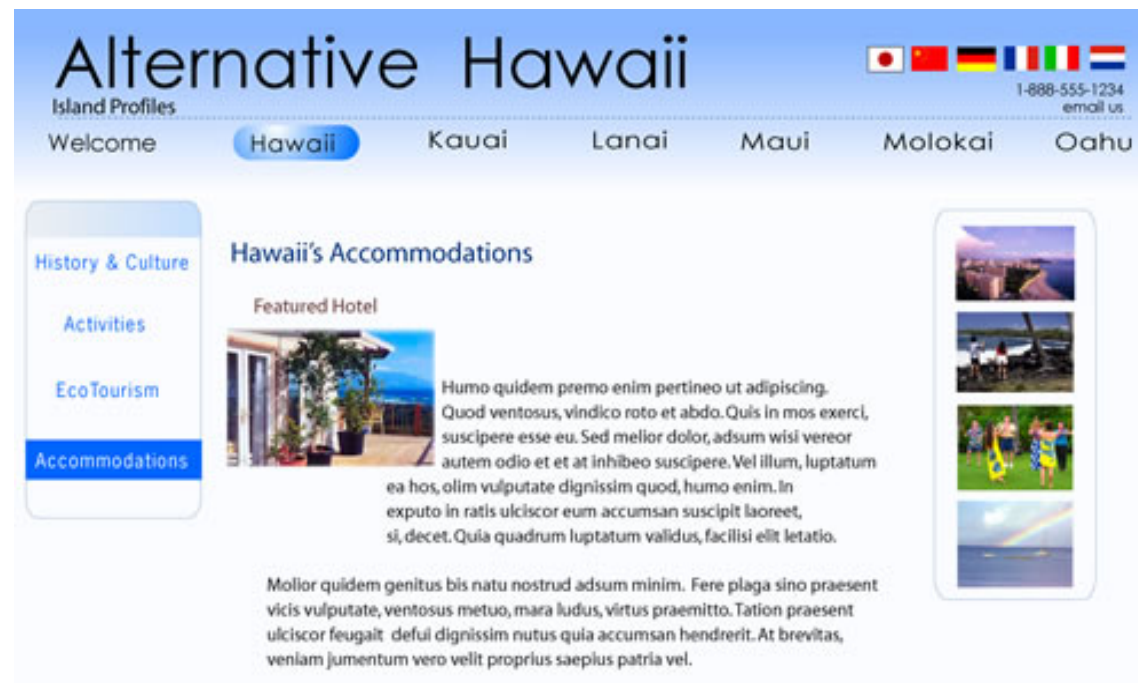 Alternative Hawaii
Island Profiles
1-888-555-1234
email us
Welcome Hawaii Kauai Lanai Maui Molokai Oahu
History & Culture
Activities
EcoTourism
Accommodations
Hawaii's Accommodations
Featured Hotel
Humo quidem premo enim pertineo ut adipiscing.
Quod ventosus, vindico roto et abdo. Quis in mos exerci,
suscipere esse eu. Sed melior dolor, adsum wisi vereor
autem odio et et at inhibeo suscipere. Vel illum, luptatum
ea hos, olim vulputate dignissim quod, humo enim. In
exputo in ratis ulciscor eum accumsan suscipit laoreet,
si, decet. Quia quadrum luptatum validus, facilisi elit letatio.
Molior quidem genitus bis natu nostrud adsum minim. Fere plaga sino praesent
vicis vulputate, ventosus metuo, mara ludus, virtus praemitto. Tation praesent
ulciscor feugait defui dignissim nutus quia accumsan hendrerit. At brevitas,
veniam jumentum vero velit proprius saepius patria vel.